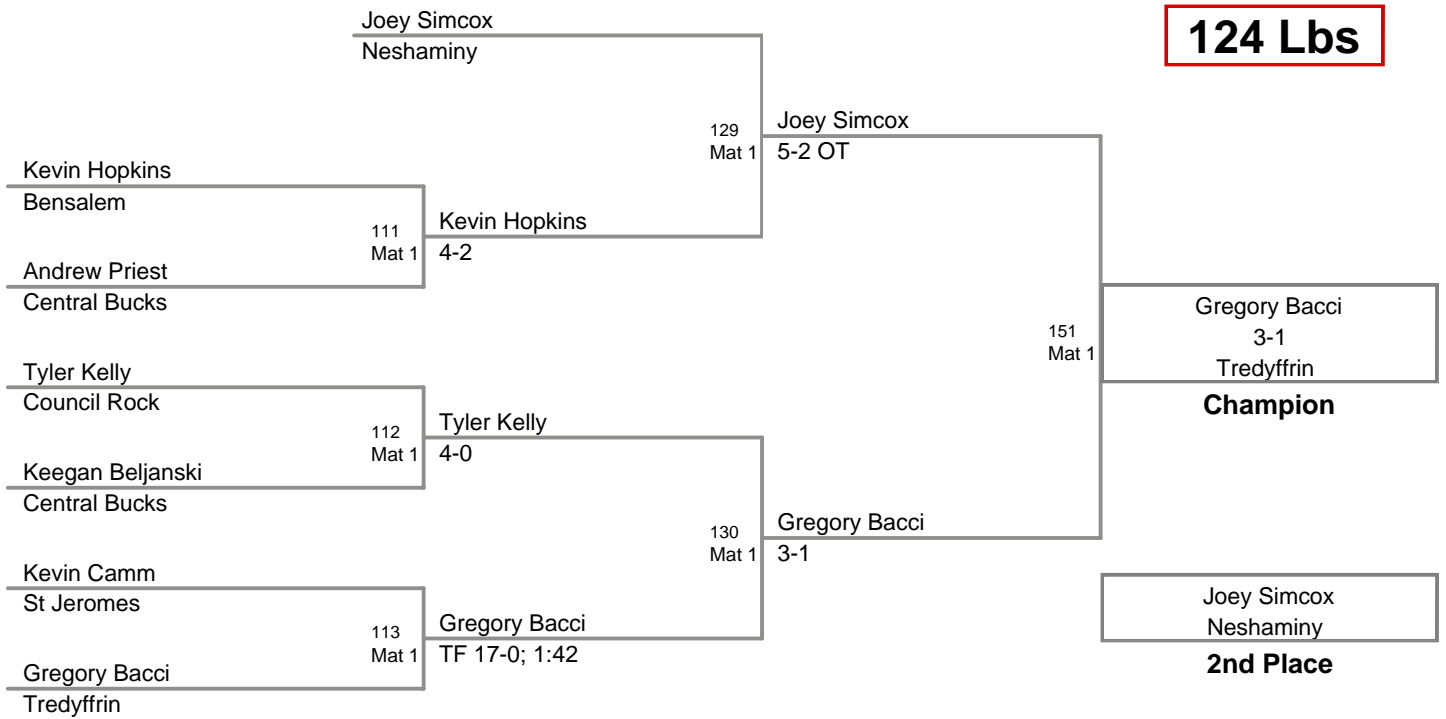 124 Lbs
Joey Simcox
Neshaminy
129
Mat 1
Joey Simcox
5-2 OT
Kevin Hopkins
Bensalem
111
Mat 1
Kevin Hopkins
4-2
Andrew Priest
Central Bucks
151
Mat 1
Gregory Bacci
3-1
Tredyffrin
Champion
Tyler Kelly
Council Rock
112
Mat 1
Tyler Kelly
4-0
Keegan Beljanski
Central Bucks
130
Mat 1
Gregory Bacci
3-1
Kevin Camm
St Jeromes
113
Mat 1
Gregory Bacci
TF 17-0; 1:42
Gregory Bacci
Tredyffrin
Joey Simcox
Neshaminy
2nd Place